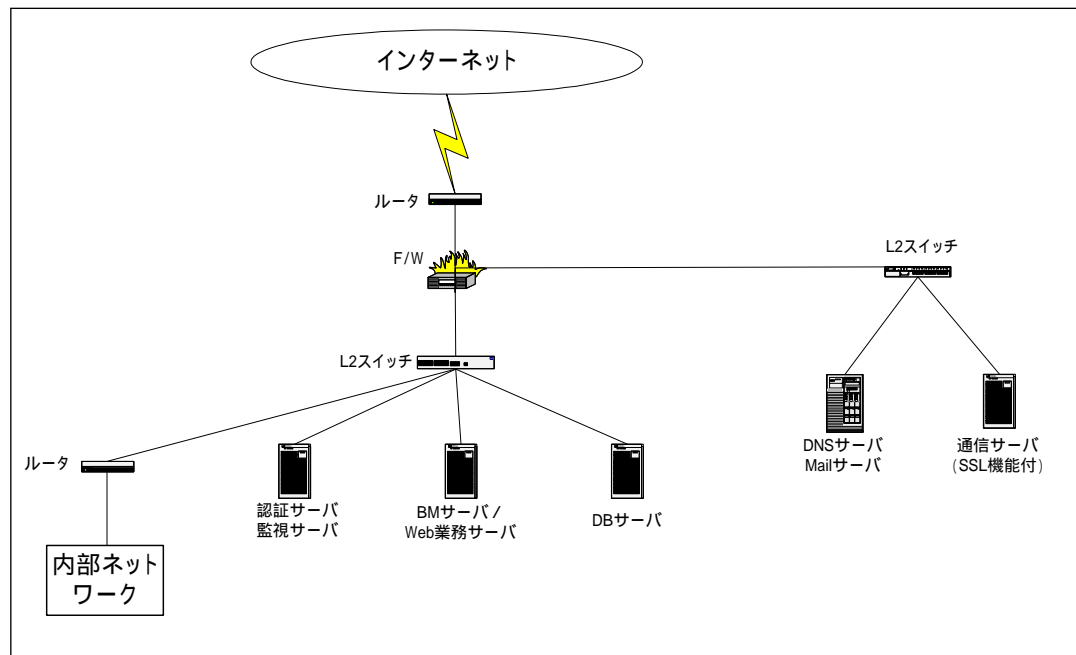 インターネット
ルータ
F/W
L2スイッチ
L2スイッチ
DNSサーバ
Mailサーバ
通信サーバ
(SSL機能付)
ルータ
認証サーバ
監視サーバ
BMサーバ /
Web業務サーバ
DBサーバ
内部ネット
ワーク